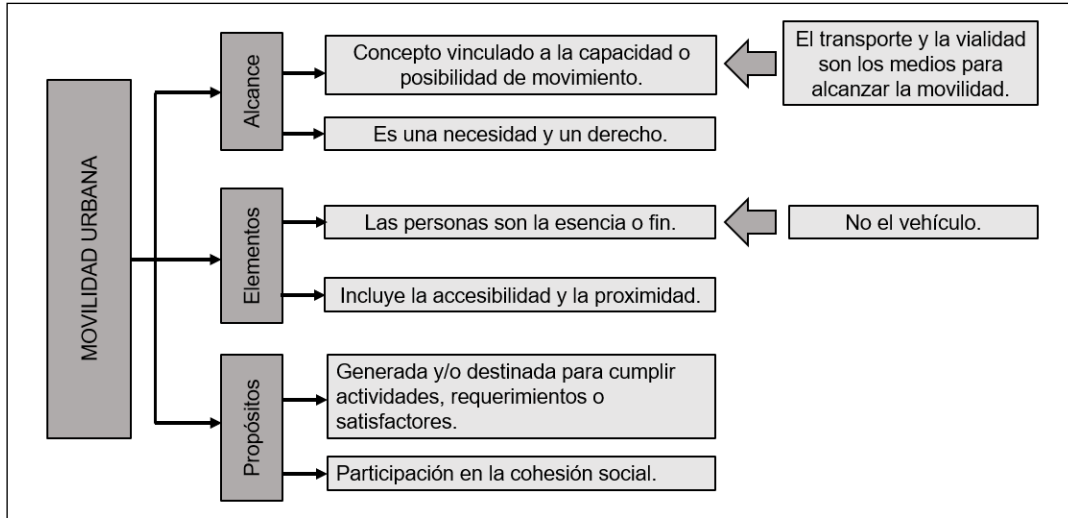 MOVILIDAD URBANA
Alcance
Concepto vinculado a la capacidad o
posibilidad de movimiento.
El transporte y la vialidad
son los medios para
alcanzar la movilidad.
Es una necesidad y un derecho.
Elementos
Las personas son la esencia o fin.
No el vehículo.
Incluye la accesibilidad y la proximidad.
Propósitos
Generada y/o destinada para cumplir
actividades, requerimientos o
satisfactores.
Participación en la cohesión social.